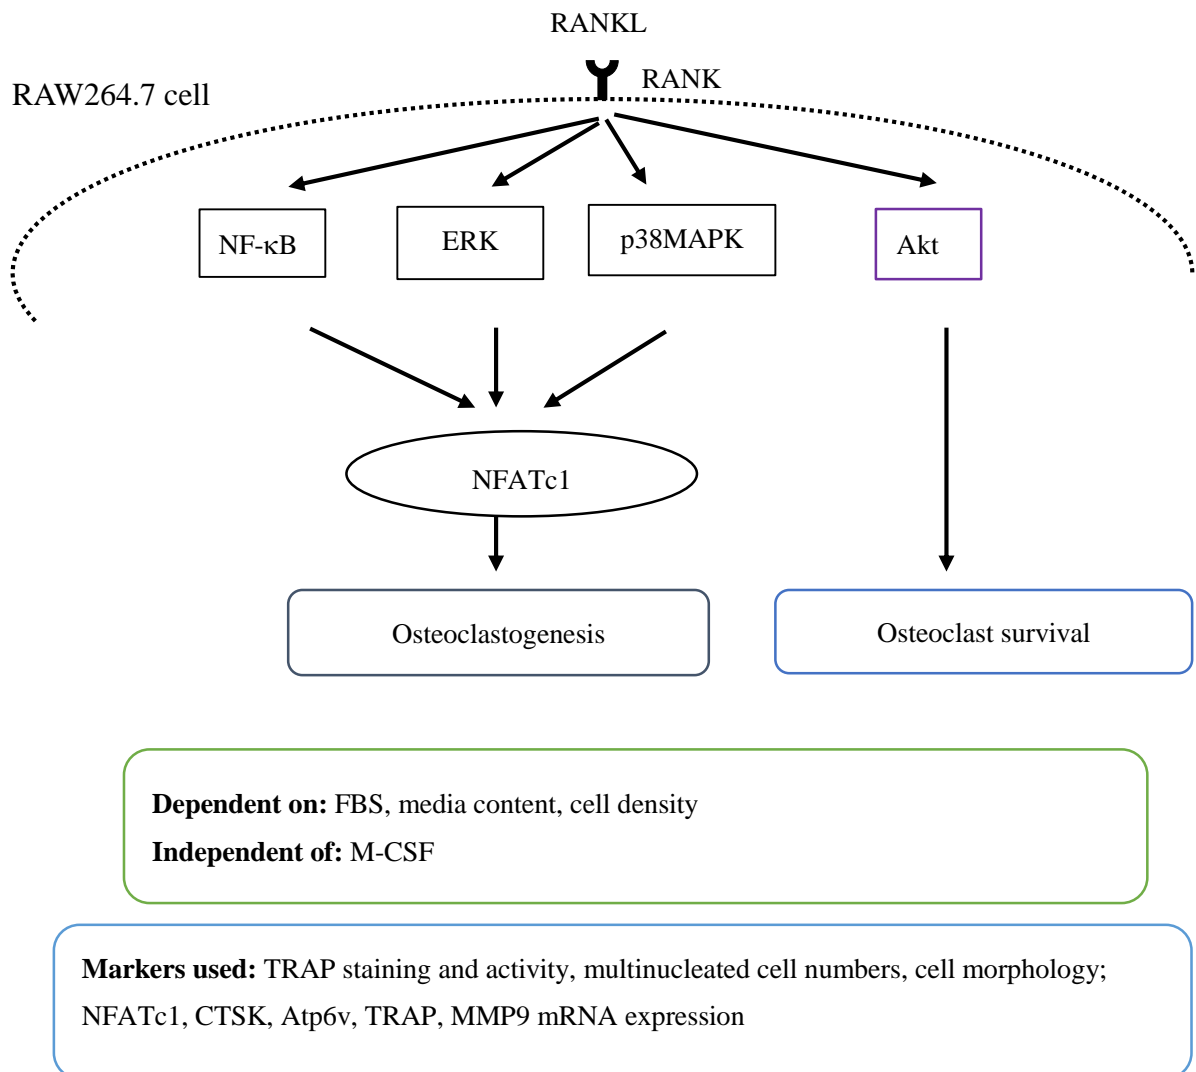 RANKL
RANK
RAW264.7 cell
NF-κB
ERK
p38MAPK
Akt
NFATc1
Osteoclastogenesis
Osteoclast survival
Dependent on: FBS, media content, cell density
Independent of: M-CSF
Markers used: TRAP staining and activity, multinucleated cell numbers, cell morphology;
NFATc1, CTSK, Atp6v, TRAP, MMP9 mRNA expression